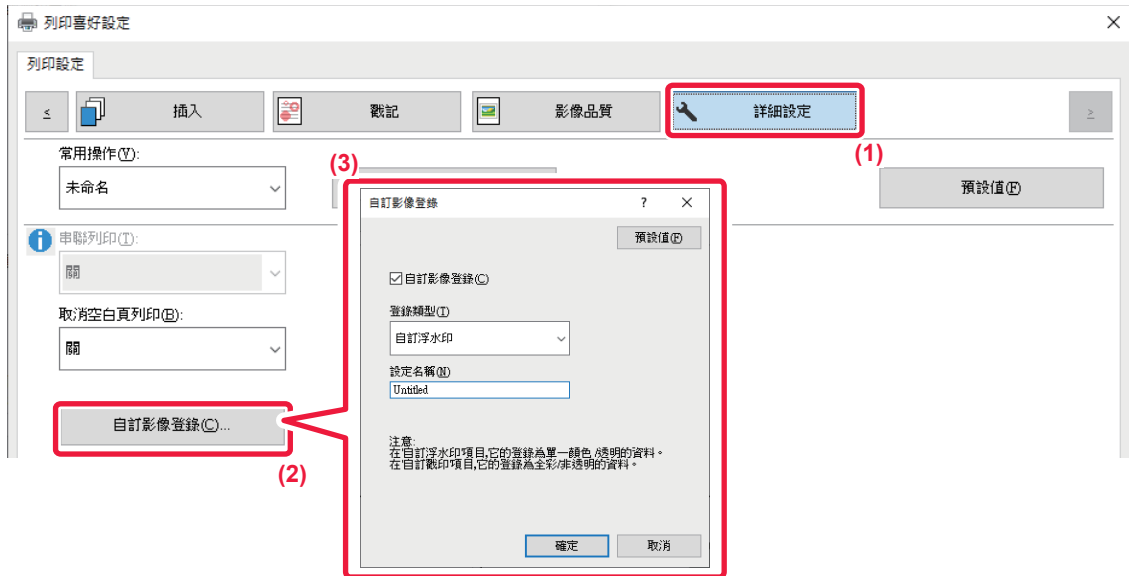 列印喜好設定
列印設定
插入
戳記
影像品質
詳細設定
(1)
常用操作(V):
未命名
(3)
預設值(F)
串聯列印(T):
關
取消空白頁列印(B):
關
自訂影像登錄(C)...
(2)
自訂影像登錄
?
預設值(F)
自訂影像登錄(C)
登錄類型(T)
自訂浮水印
設定名稱(N)
Untitled
注意:
在'自訂浮水印'項目,它的登錄為單一顏色 /透明的資料。
在'自訂戳印'項目,它的登錄為全彩/非透明的資料。
確定
取消